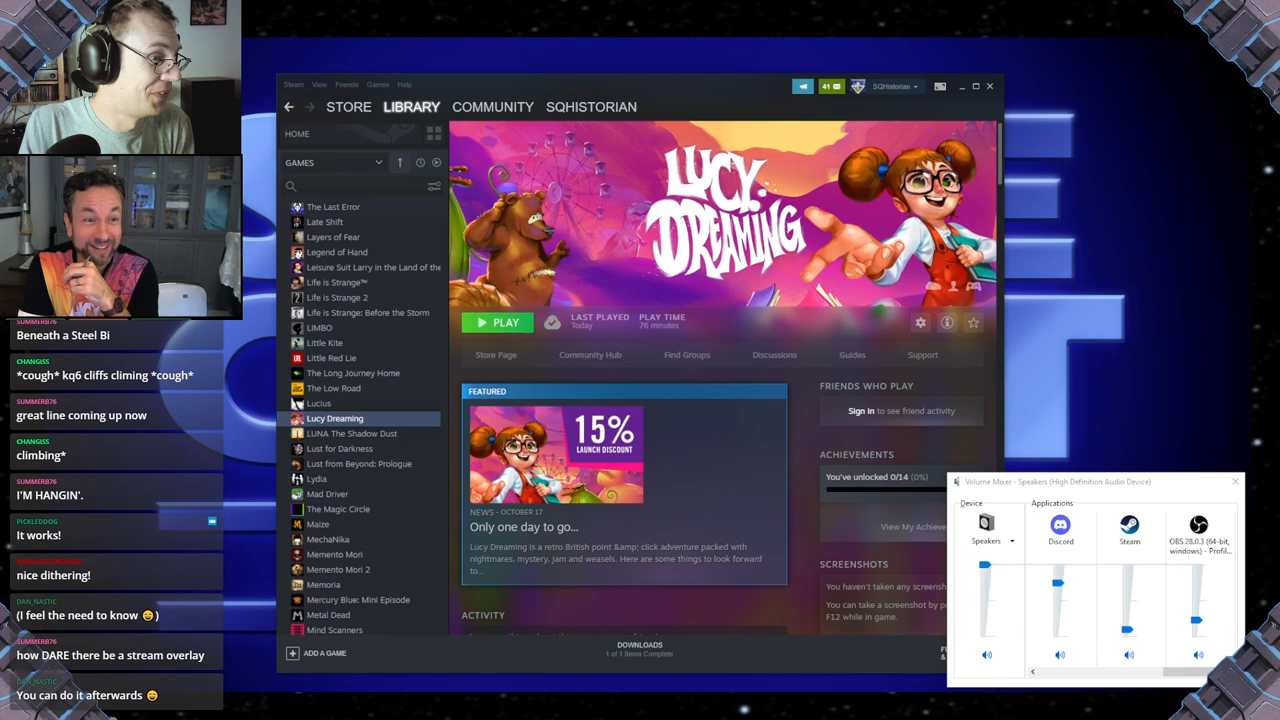 Steam View Friends Games Help
41
SQHistorian
STORE LIBRARY COMMUNITY SQHISTORIAN
HOME
GAMES
The Last Error
Late Shift
Layers of Fear
Legend of Hand
Leisure Suit Larry in the Land of the
Life is Strange™
Life is Strange 2
Life is Strange: Before the Storm
LIMBO
Little Kite
Little Red Lie
The Long Journey Home
The Low Road
Lucius
Lucy Dreaming
LUNA The Shadow Dust
Lust for Darkness
Lust from Beyond: Prologue
Lydia
Mad Driver
The Magic Circle
Maize
MechaNika
Memento Mori
Memento Mori 2
Memoria
Mercury Blue: Mini Episode
Metal Dead
Mind Scanners
ADD A GAME
LUCY
DREAMING
PLAY
LAST PLAYED
Today
PLAY TIME
76 minutes
Store Page Community Hub Find Groups Discussions Guides Support
FEATURED
15%
LAUNCH DISCOUNT
NEWS - OCTOBER 17
Only one day to go...
Lucy Dreaming is a retro British point &amp; click adventure packed with
nightmares, mystery, jam and weasels. Here are some things to look forward
to...
ACTIVITY
FRIENDS WHO PLAY
Sign in to see friend activity
ACHIEVEMENTS
You've unlocked 0/14 (0%)
View My Achieve
SCREENSHOTS
You haven't taken any screensh
You can take a screenshot by p
F12 while in game.
DOWNLOADS
1 of 1 Items Complete
Volume Mixer - Speakers (High Definition Audio Device)
Device
Applications
Speakers
Discord
Steam
OBS 28.0.3 (64-bit,
windows) - Profil...
SUMMERB76
Beneath a Steel Bi
CHANGISS
*cough* kq6 cliffs climing *cough*
SUMMERB76
great line coming up now
CHANGISS
climbing*
SUMMERB76
I'M HANGIN'.
PICKLEDDOG
It works!
nice dithering!
DAN_NASTIC
(I feel the need to know 😅)
SUMMERB76
how DARE there be a stream overlay
DAN_NASTIC
You can do it afterwards 😄